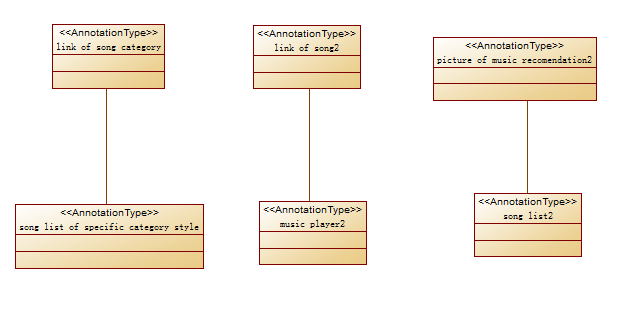 <<AnnotationType>>
link of song category
<<AnnotationType>>
link of song2
<<AnnotationType>>
picture of music recomendation2
<<AnnotationType>>
song list of specific category style
<<AnnotationType>>
music player2
<<AnnotationType>>
song list2